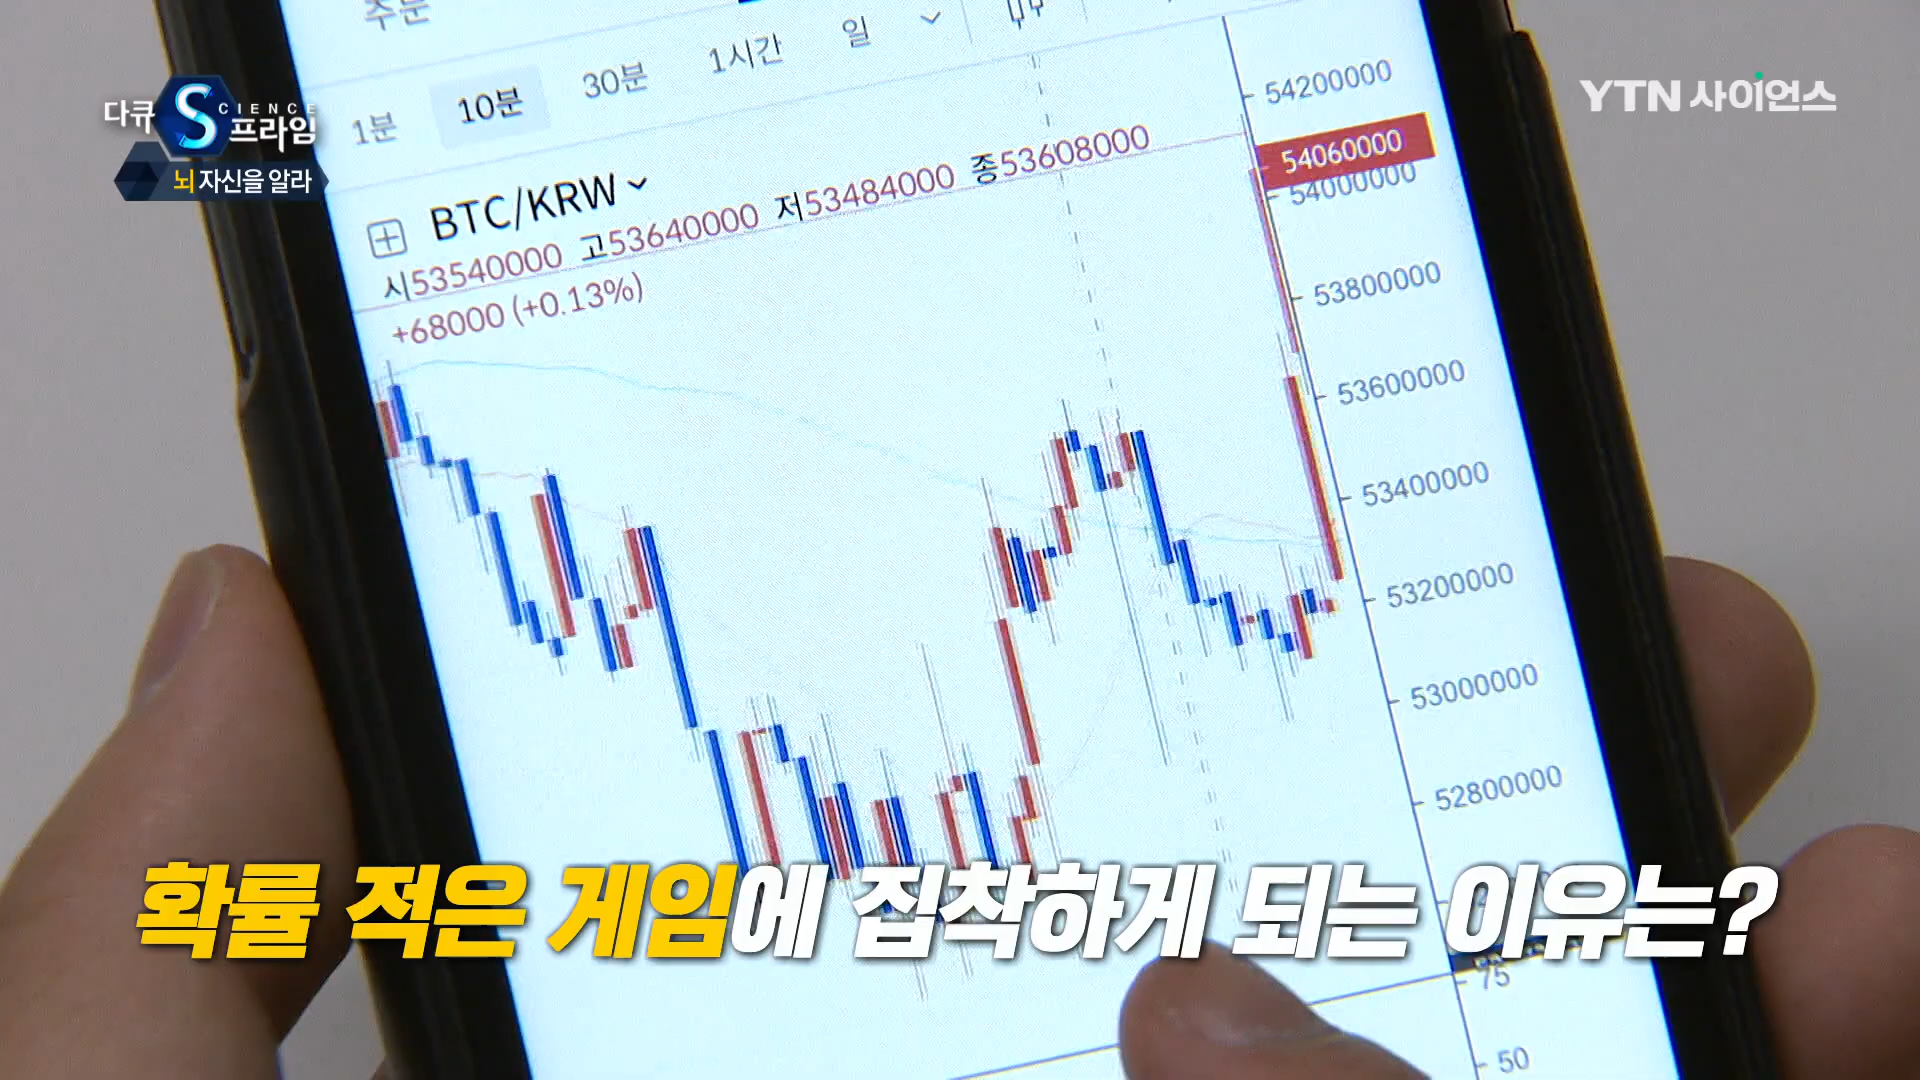 주문
1분 10분 30분 1시간 일
다큐 S CIENCE 프라임
뇌 자신을 알라
YTN 사이언스
BTC/KRW
시53540000 고53640000 저53484000 종53608000
+68000 (+0.13%)
54200000
54060000
54000000
53800000
53600000
53400000
53200000
53000000
52800000
확률 적은 게임에 집착하게 되는 이유는?
75
50